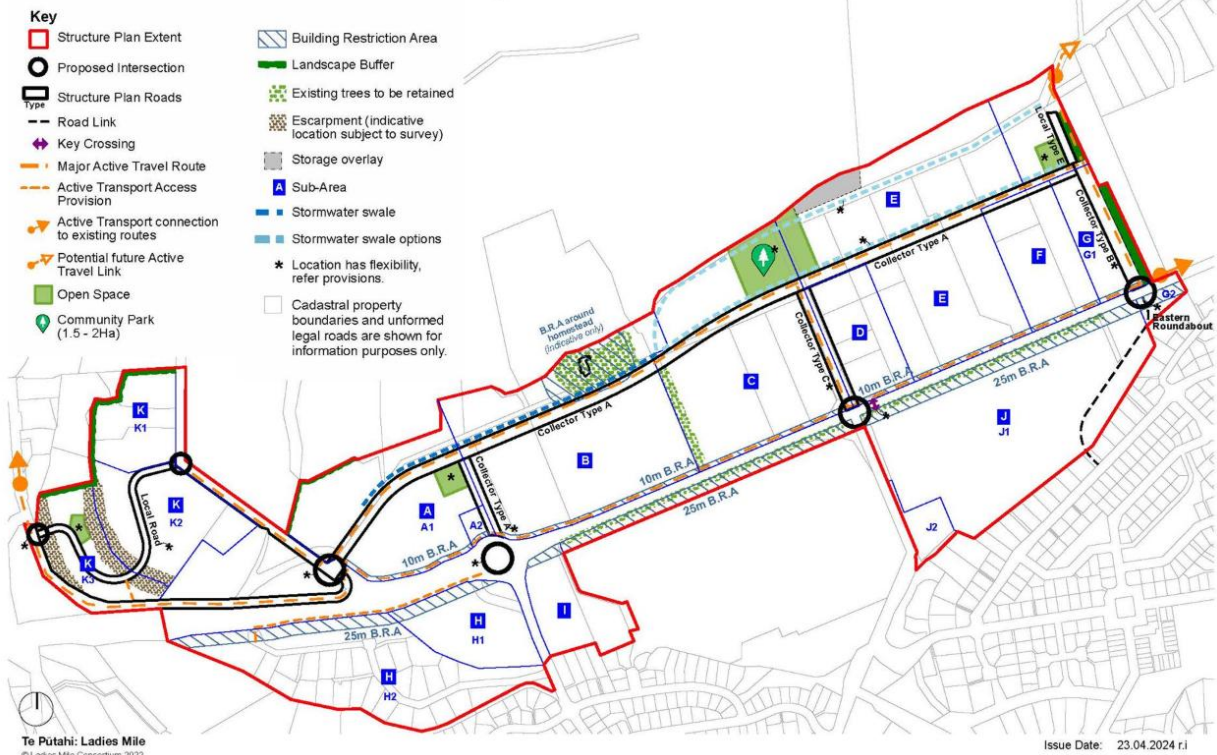 Key
Structure Plan Extent
Proposed Intersection
Type
Structure Plan Roads
Road Link
Key Crossing
Major Active Travel Route
Active Transport Access
Provision
Active Transport connection
to existing routes
Potential future Active
Travel Link
Open Space
Community Park
(1.5 - 2Ha)
Building Restriction Area
Landscape Buffer
Existing trees to be retained
Escarpment (indicative
location subject to survey)
Storage overlay
A Sub-Area
Stormwater swale
Stormwater swale options
* Location has flexibility,
refer provisions.
Cadastral property
boundaries and unformed
legal roads are shown for
information purposes only.
Local Type E
*
E
*
*
*
Collector Type A
Collector Type B
*
G
G1
F
E
G2
*
Eastern
Roundabout
B.R.A around
homestead
(indicative only)
D
Collector Type C
*
C
10m B.R.A
25m B.R.A
*
J
J1
J2
Collector Type A
B
10m B.R.A
25m B.R.A
K
K1
K
K2
Local Road
*
*
K
K3
*
*
*
A
A1
A2
Collector Type A
*
10m B.R.A
*
H
H1
I
25m B.R.A
H
H2
Te Pūtahi: Ladies Mile
© Ladies Mile Consortium 2022
Issue Date: 23.04.2024 r.i